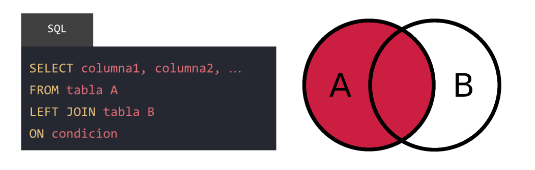 SQL
SELECT columna1, columna2, ...
FROM tabla A
LEFT JOIN tabla B
ON condicion
A
B